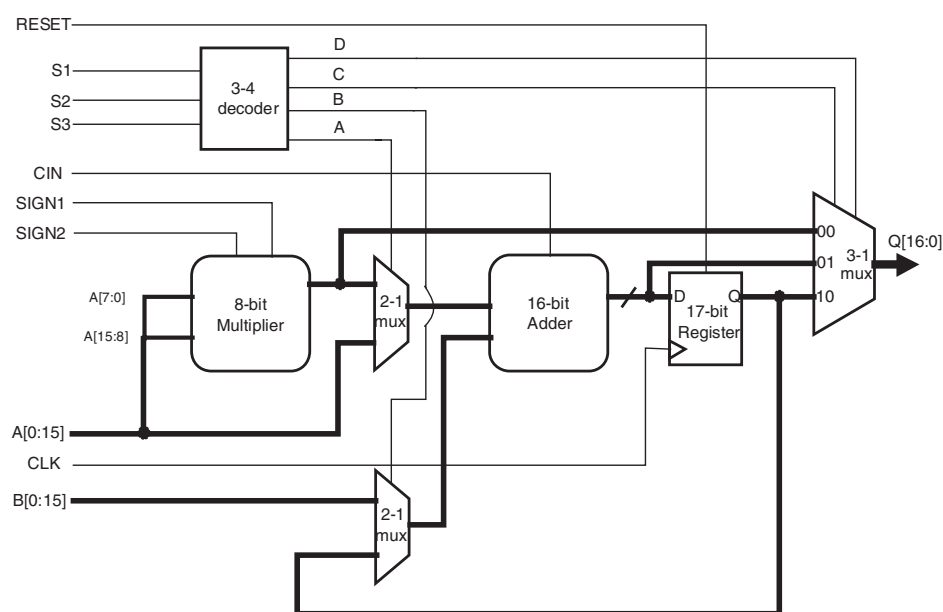 RESET
D
S1
3-4
decoder
C
S2
B
S3
A
CIN
SIGN1
SIGN2
00
Q[16:0]
01
3-1
mux
A[7:0]
8-bit
Multiplier
2-1
mux
16-bit
Adder
D
Q
17-bit
Register
10
A[15:8]
A[0:15]
CLK
B[0:15]
2-1
mux